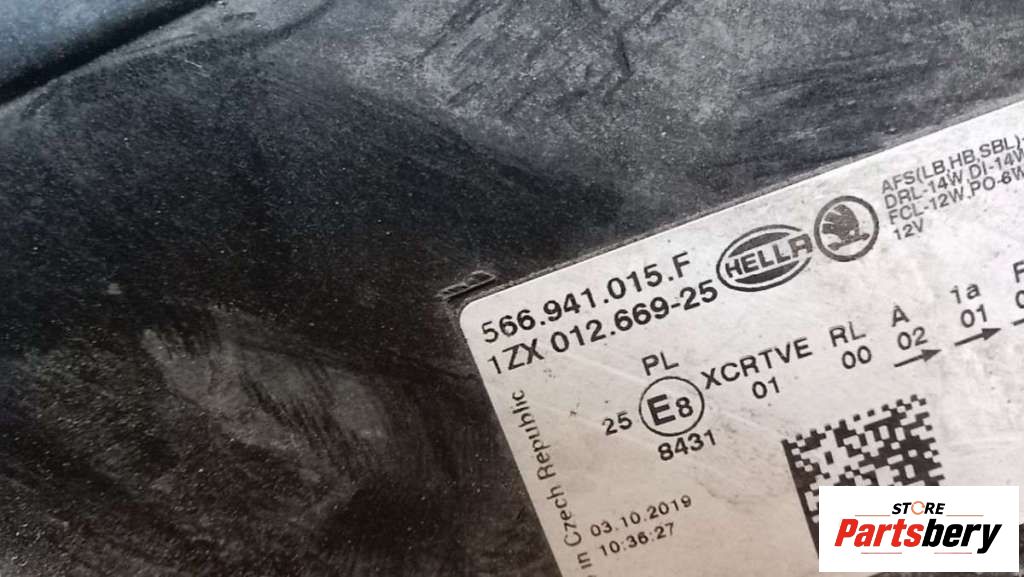 566.941.015.F
1ZX 012.669-25
HELLA
AFS(LB,HB,SBL)-
DRL-14W,DI-14W
FCL-12W,PO-6W
12V
PL
XCRTVE RL A 1a F
01 00 02 01
25 E8
8431
in Czech Republic
03.10.2019
10:36:27
STORE
Partsbery